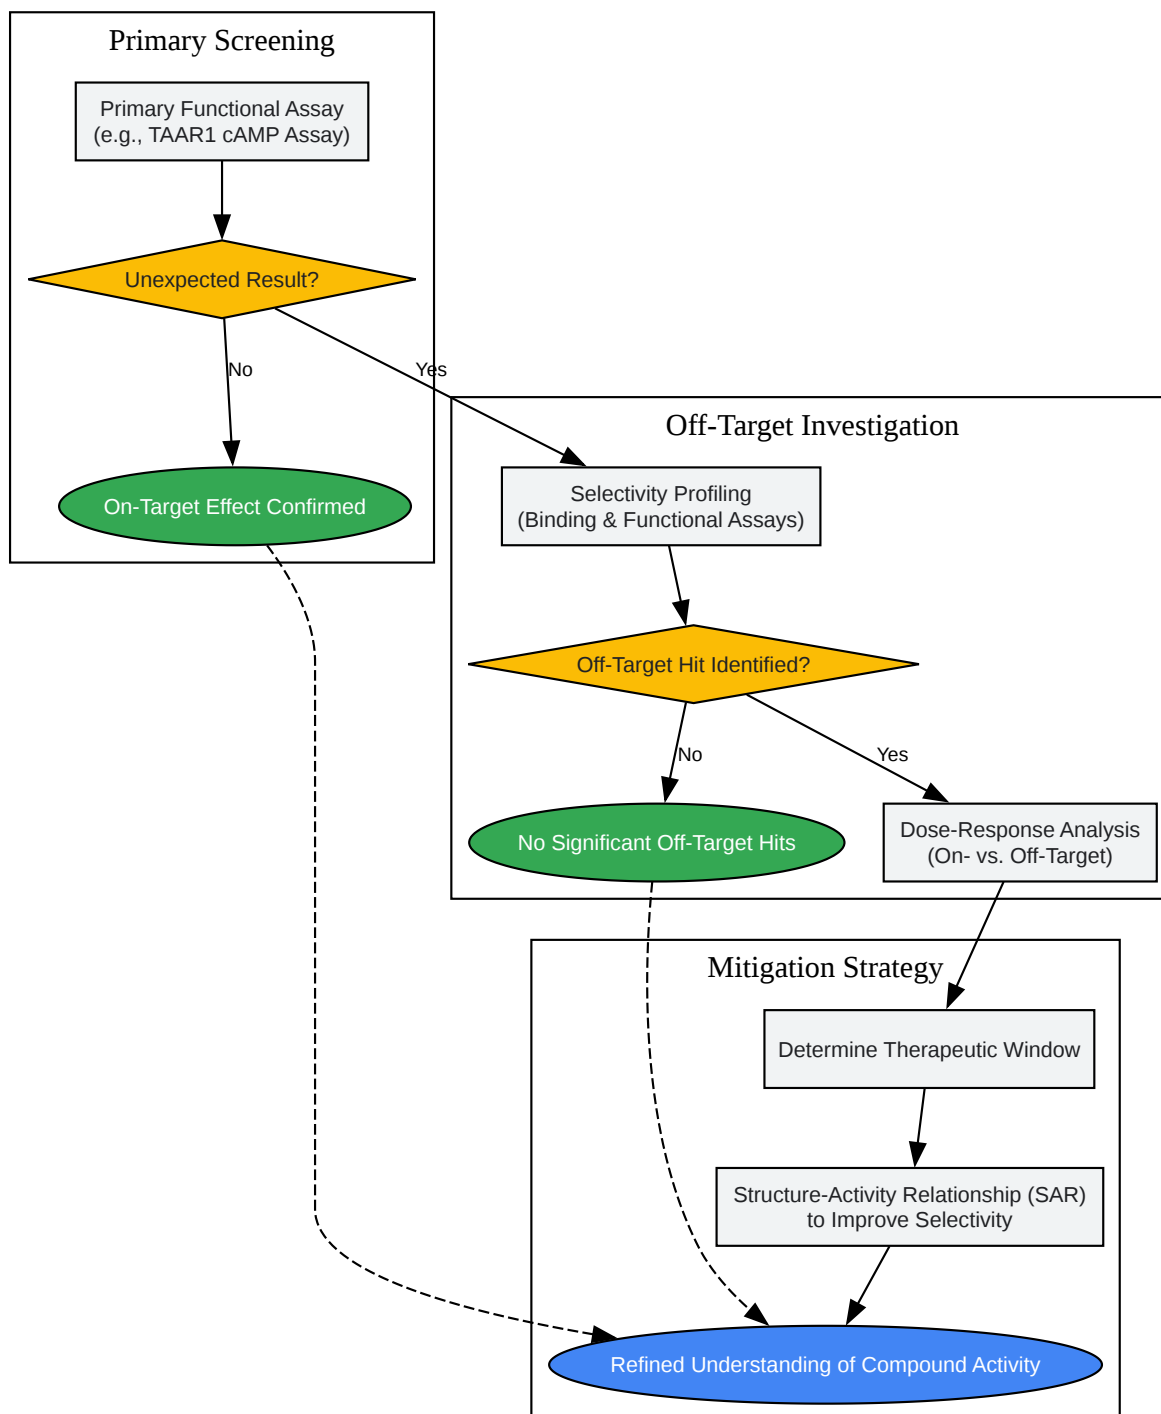 Primary Screening
Primary Functional Assay
(e.g., TAAR1 cAMP Assay)
Unexpected Result?
No
Yes
On-Target Effect Confirmed
Off-Target Investigation
Selectivity Profiling
(Binding & Functional Assays)
Off-Target Hit Identified?
No
Yes
No Significant Off-Target Hits
Dose-Response Analysis
(On- vs. Off-Target)
Mitigation Strategy
Determine Therapeutic Window
Structure-Activity Relationship (SAR)
to Improve Selectivity
Refined Understanding of Compound Activity